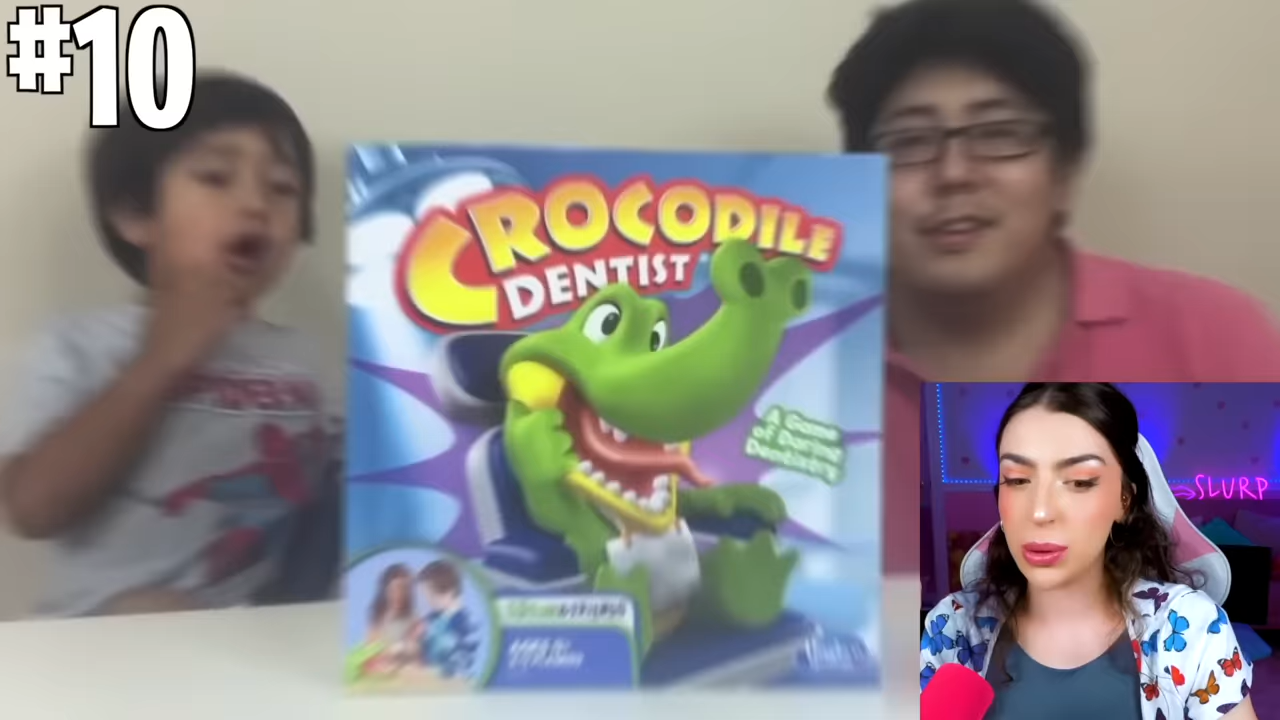 #10
CROCODILE
DENTIST
A Game
of Daring
Dentistry
SLURP